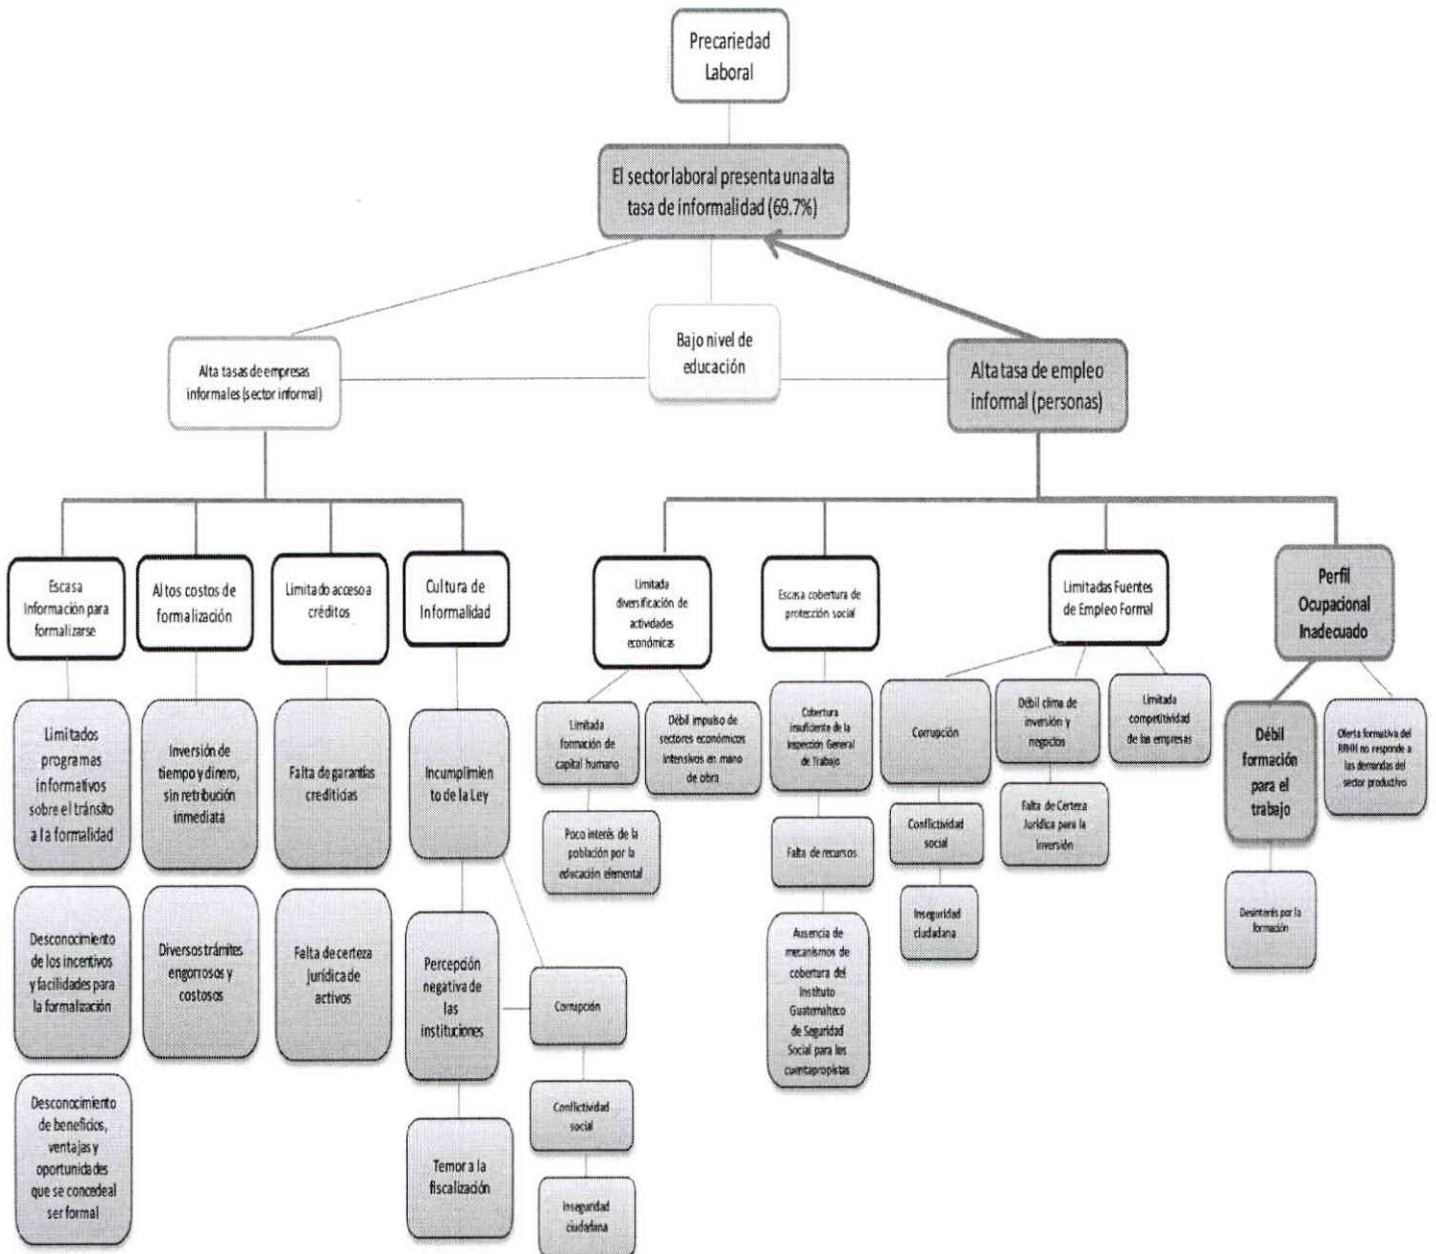 Precariedad
Laboral
El sector laboral presenta una alta
tasa de informalidad (69.7%)
Bajo nivel de
educación
Alta tasas de empresas
informales (sector informal)
Alta tasa de empleo
informal (personas)
Escasa
Información para
formalizarse
Altos costos de
formalización
Limitado acceso a
créditos
Cultura de
Informalidad
Limitada
diversificación de
actividades
económicas
Escasa cobertura de
protección social
Limitadas Fuentes
de Empleo Formal
Perfil
Ocupacional
Inadecuado
Limitados
programas
informativos
sobre el tránsito
a la formalidad
Inversión de
tiempo y dinero,
sin retribución
inmediata
Falta de garantías
crediticias
Incumplimien
to de la Ley
Limitada
formación de
capital humano
Débil impulso de
sectores económicos
intensivos en mano
de obra
Cobertura
insuficiente de la
Inspección General
de Trabajo
Corrupción
Débil clima de
inversión y
negocios
Limitada
competitividad
de las empresas
Débil
formación
para el
trabajo
Oferta formativa del
RRHH no responde a
las demandas del
sector productivo
Poco interés de la
población por la
educación elemental
Falta de recursos
Conflictividad
social
Falta de Certeza
Jurídica para la
inversión
Desconocimiento
de los incentivos
y facilidades para
la formalización
Diversos trámites
engorrosos y
costosos
Falta de certeza
jurídica de
activos
Percepción
negativa de
las
instituciones
Ausencia de
mecanismos de
cobertura del
Instituto
Guatemalteco
de Seguridad
Social para los
cuentapropistas
Inseguridad
ciudadana
Desinterés por la
formación
Corrupción
Desconocimiento
de beneficios,
ventajas y
oportunidades
que se concede al
ser formal
Temor a la
fiscalización
Conflictividad
social
Inseguridad
ciudadana